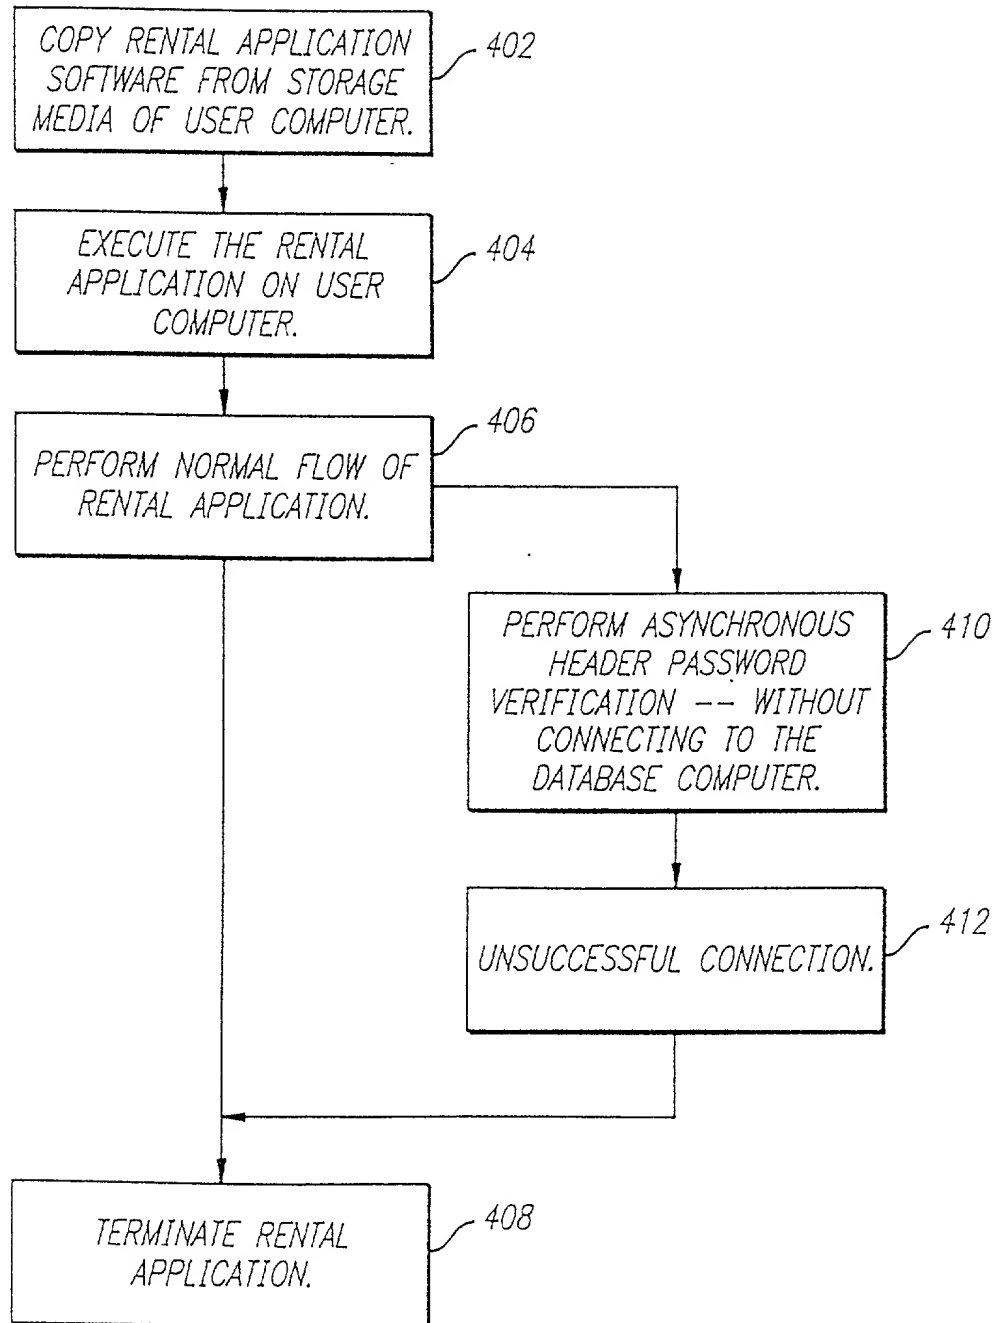 COPY RENTAL APPLICATION
SOFTWARE FROM STORAGE
MEDIA OF USER COMPUTER.
402
EXECUTE THE RENTAL
APPLICATION ON USER
COMPUTER.
404
PERFORM NORMAL FLOW OF
RENTAL APPLICATION.
406
PERFORM ASYNCHRONOUS
HEADER PASSWORD
VERIFICATION -- WITHOUT
CONNECTING TO THE
DATABASE COMPUTER.
410
UNSUCCESSFUL CONNECTION.
412
TERMINATE RENTAL
APPLICATION.
408